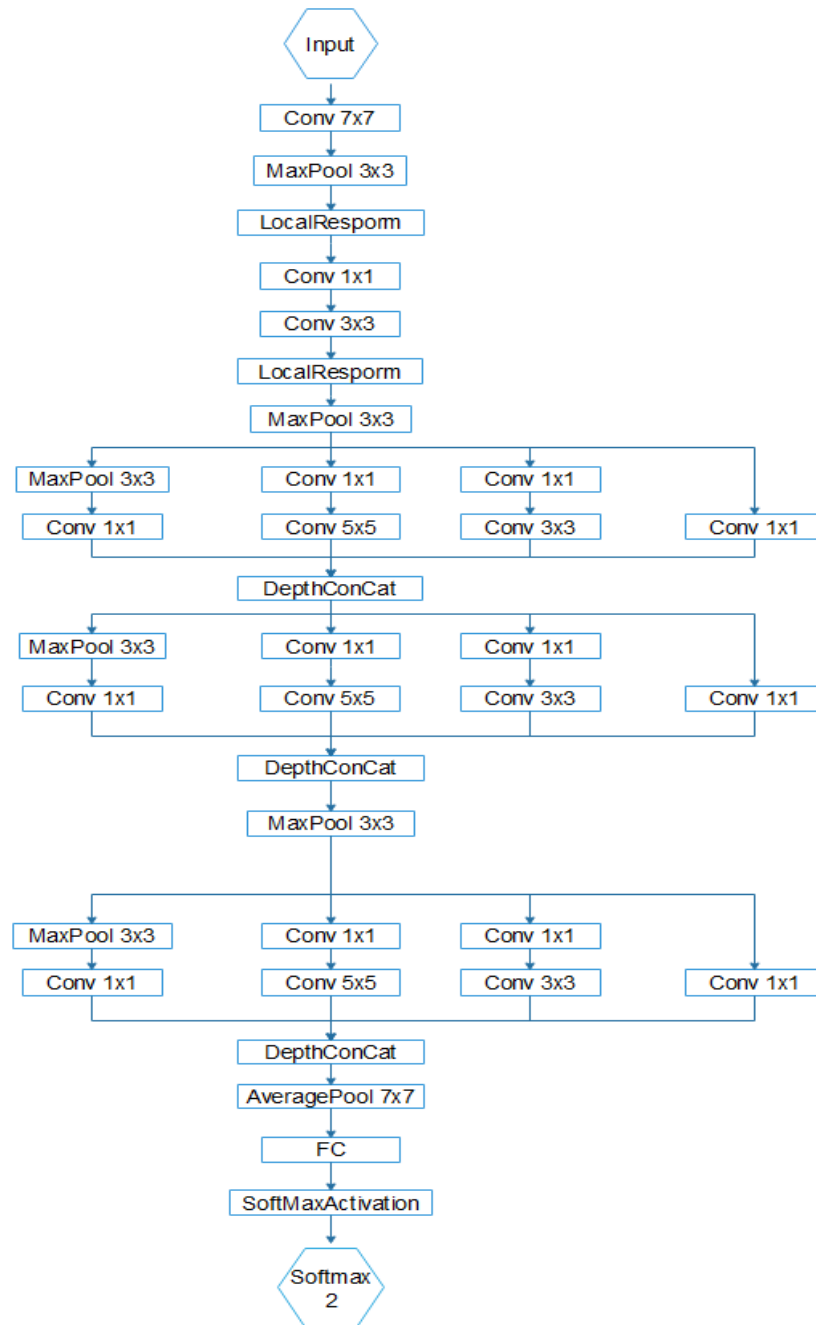 Input
Conv 7x7
MaxPool 3x3
LocalResporm
Conv 1x1
Conv 3x3
LocalResporm
MaxPool 3x3
MaxPool 3x3
Conv 1x1
Conv 1x1
Conv 1x1
Conv 5x5
Conv 3x3
Conv 1x1
DepthConCat
MaxPool 3x3
Conv 1x1
Conv 1x1
Conv 1x1
Conv 5x5
Conv 3x3
Conv 1x1
DepthConCat
MaxPool 3x3
MaxPool 3x3
Conv 1x1
Conv 1x1
Conv 1x1
Conv 5x5
Conv 3x3
Conv 1x1
DepthConCat
AveragePool 7x7
FC
SoftMaxActivation
Softmax
2